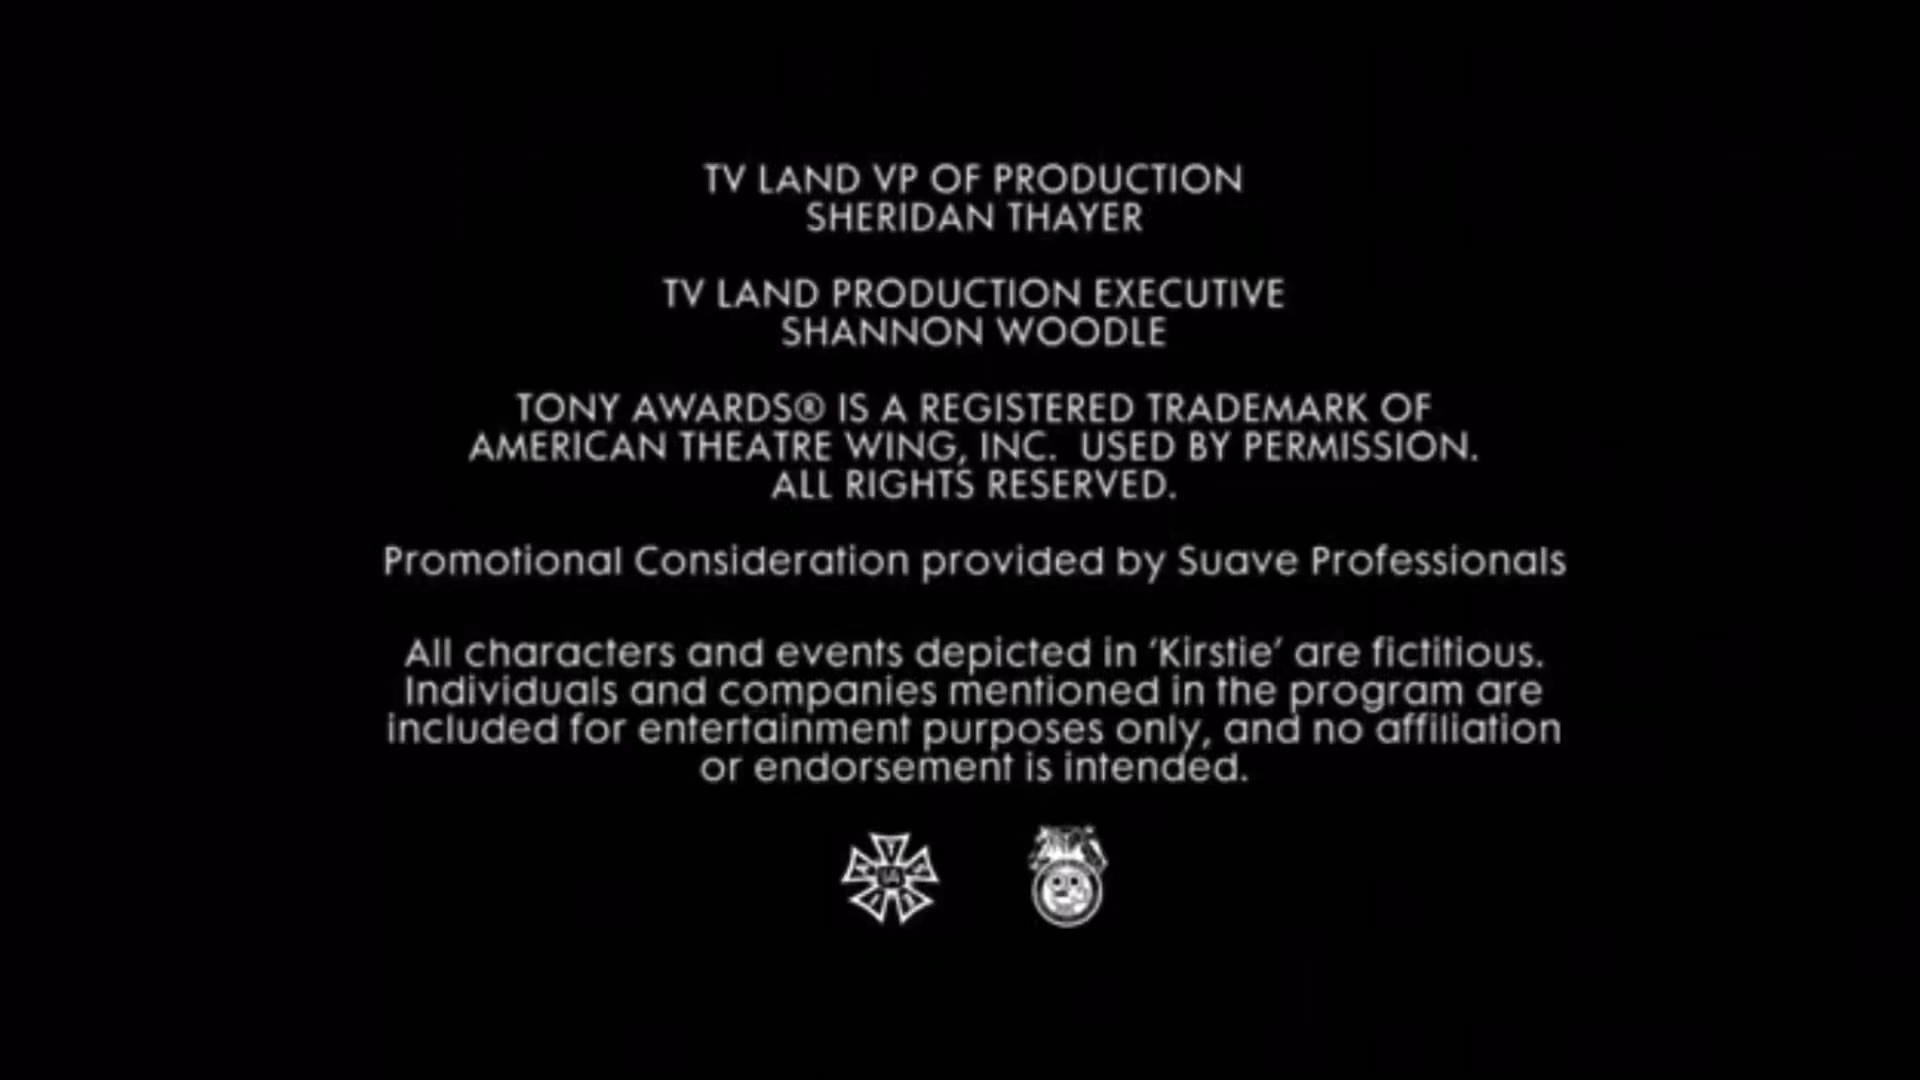 TV LAND VP OF PRODUCTION
SHERIDAN THAYER
TV LAND PRODUCTION EXECUTIVE
SHANNON WOODLE
TONY AWARDS® IS A REGISTERED TRADEMARK OF
AMERICAN THEATRE WING, INC.  USED BY PERMISSION.
ALL RIGHTS RESERVED.
Promotional Consideration provided by Suave Professionals
All characters and events depicted in ‘Kirstie’ are fictitious.
Individuals and companies mentioned in the program are
included for entertainment purposes only, and no affiliation
or endorsement is intended.